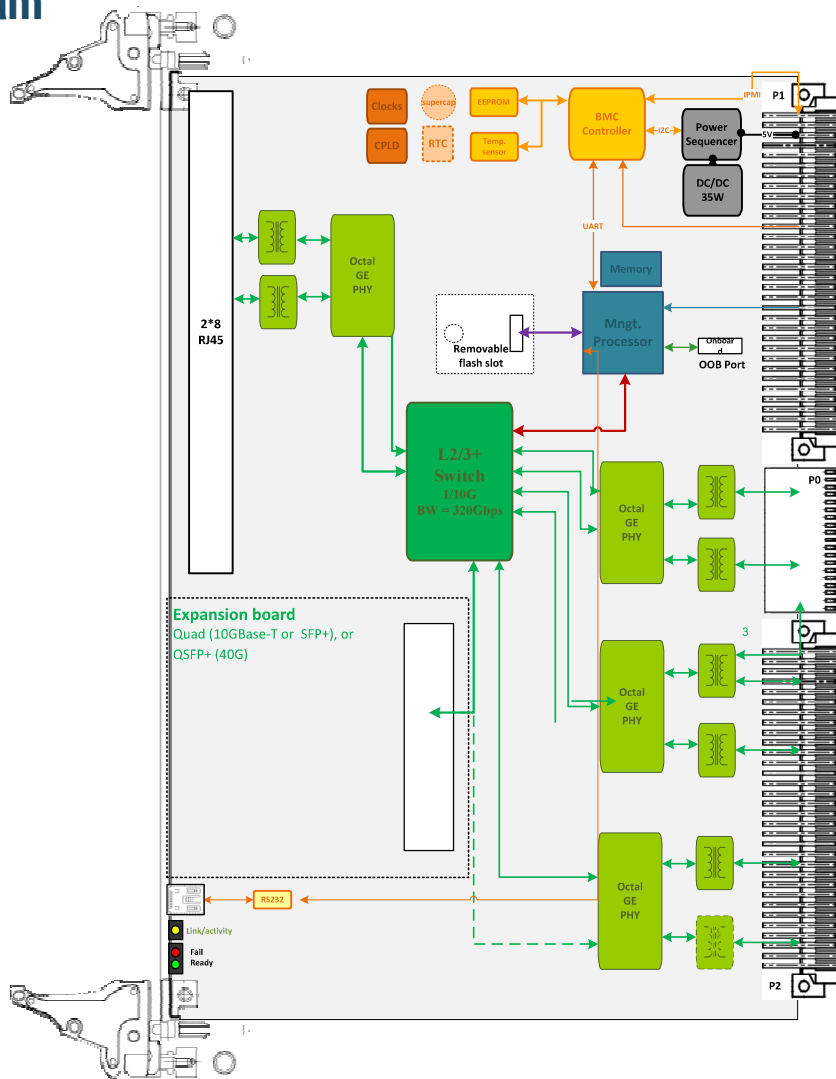 Clocks
supercap
EEPROM
BMC
Controller
IPMI
P1
CPLD
RTC
Temp.
sensor
I2C
Power
Sequencer
5V
DC/DC
35W
UART
Octal
GE
PHY
Memory
2*8
RJ45
Mngt.
Processor
Removable
flash slot
Onboar
d
OOB Port
L2/3+
Switch
1/10G
BW = 320Gbps
P0
Octal
GE
PHY
Expansion board
Quad (10GBase-T or SFP+), or
QSFP+ (40G)
3
Octal
GE
PHY
Octal
GE
PHY
RS232
Link/activity
Fail
Ready
P2